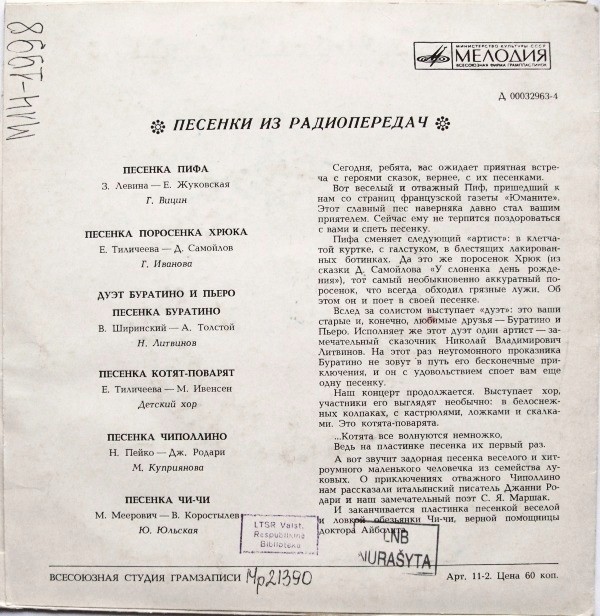 МИН-1998
МИНИСТЕРСТВО КУЛЬТУРЫ СССР
МЕЛОДИЯ
ВСЕСОЮЗНАЯ ФИРМА ГРАМПЛАСТИНОК
Д 00032963-4
ПЕСЕНКИ ИЗ РАДИОПЕРЕДАЧ
ПЕСЕНКА ПИФА
З. Левина — Е. Жуковская
Г. Вицин
ПЕСЕНКА ПОРОСЕНКА ХРЮКА
Е. Тиличеева — Д. Самойлов
Г. Иванова
ДУЭТ БУРАТИНО И ПЬЕРО
ПЕСЕНКА БУРАТИНО
В. Ширинский — А. Толстой
Н. Литвинов
ПЕСЕНКА КОТЯТ-ПОВАРЯТ
Е. Тиличеева — М. Ивенсен
Детский хор
ПЕСЕНКА ЧИПОЛЛИНО
Н. Пейко — Дж. Родари
М. Куприянова
ПЕСЕНКА ЧИ-ЧИ
М. Меерович — В. Коростылев
Ю. Юльская
Сегодня, ребята, вас ожидает приятная встре-
ча с героями сказок, вернее, с их песенками.
Вот веселый и отважный Пиф, пришедший к
нам со страниц французской газеты «Юманите».
Этот славный пес наверняка давно стал вашим
приятелем. Сейчас ему не терпится поздороваться
с вами и спеть песенку.
Пифа сменяет следующий «артист»: в клетча-
той куртке, с галстуком, в блестящих лакирован-
ных ботинках. Да это же поросенок Хрюк (из
сказки Д. Самойлова «У слоненка день рожде-
ния»), тот самый необыкновенно аккуратный по-
росенок, что всегда обходил грязные лужи. Об
этом он и поет в своей песенке.
Вслед за солистом выступает «дуэт»: это ваши
старые и, конечно, любимые друзья — Буратино и
Пьеро. Исполняет же этот дуэт один артист — за-
мечательный сказочник Николай Владимирович
Литвинов. На этот раз неугомонного проказника
Буратино не зовут в путь его бесконечные при-
ключения, и он с удовольствием споет вам еще
одну песенку.
Наш концерт продолжается. Выступает хор,
участники его выглядят необычно: в белоснеж-
ных колпаках, с кастрюлями, ложками и скалка-
ми. Это котята-поварята.
...Котята все волнуются немножко,
Ведь на пластинке песенка их первый раз.
А вот звучит задорная песенка веселого и хит-
роумного маленького человечка из семейства лу-
ковых. О приключениях отважного Чиполлино
нам рассказали итальянский писатель Джанни Ро-
дари и наш замечательный поэт С. Я. Маршак.
И заканчивается пластинка песенкой веселой
и ловкой обезьянки Чи-чи, верной помощницы
доктора Айболита.
LTSR Valst.
Respublikinė
Biblioteka
LNB
NURAŠYTA
ВСЕСОЮЗНАЯ СТУДИЯ ГРАМЗАПИСИ
Мр21390
Арт. 11-2. Цена 60 коп.